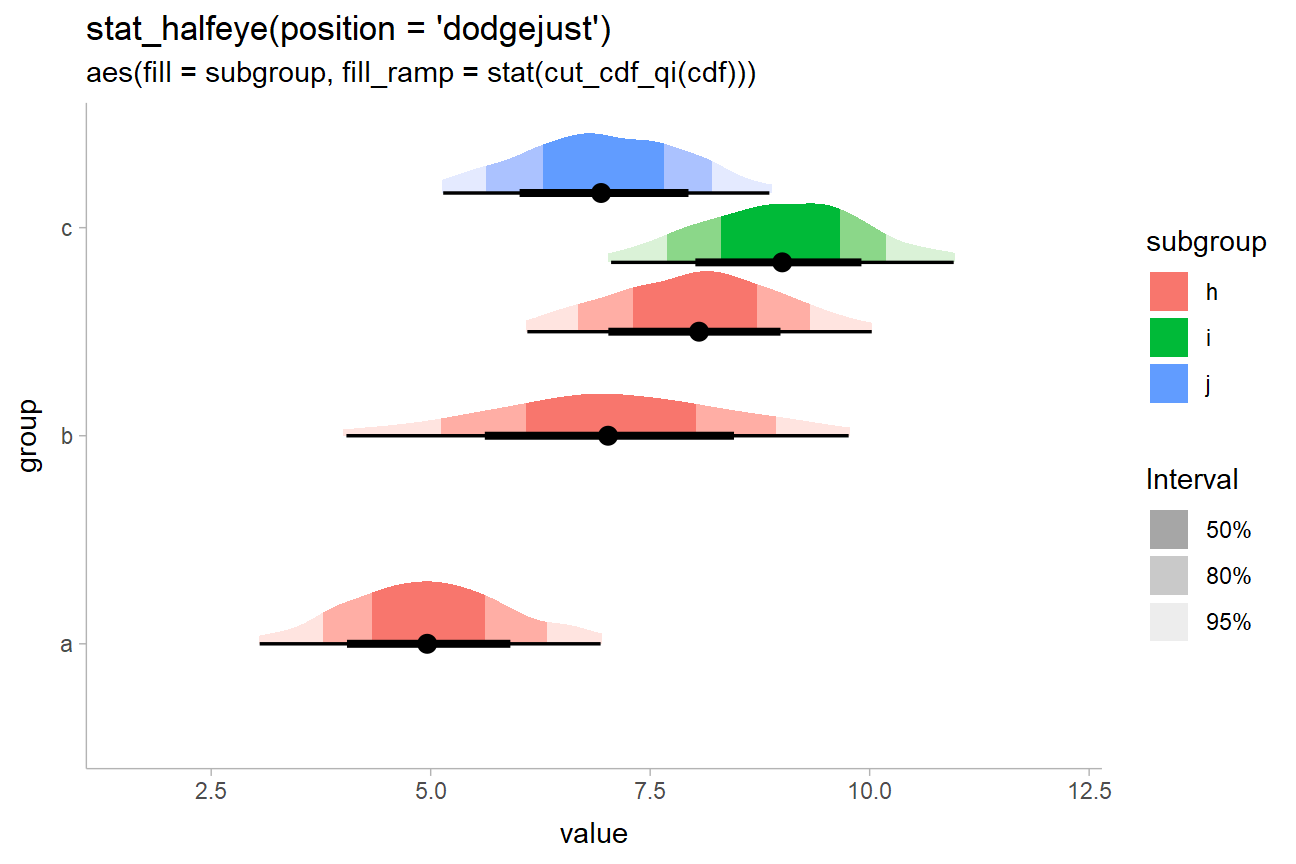 stat_halfeye(position = 'dodgejust')
aes(fill = subgroup, fill_ramp = stat(cut_cdf_qi(cdf)))
c
b
a
group
2.5
5.0
7.5
10.0
12.5
value
subgroup
h
i
j
Interval
50%
80%
95%